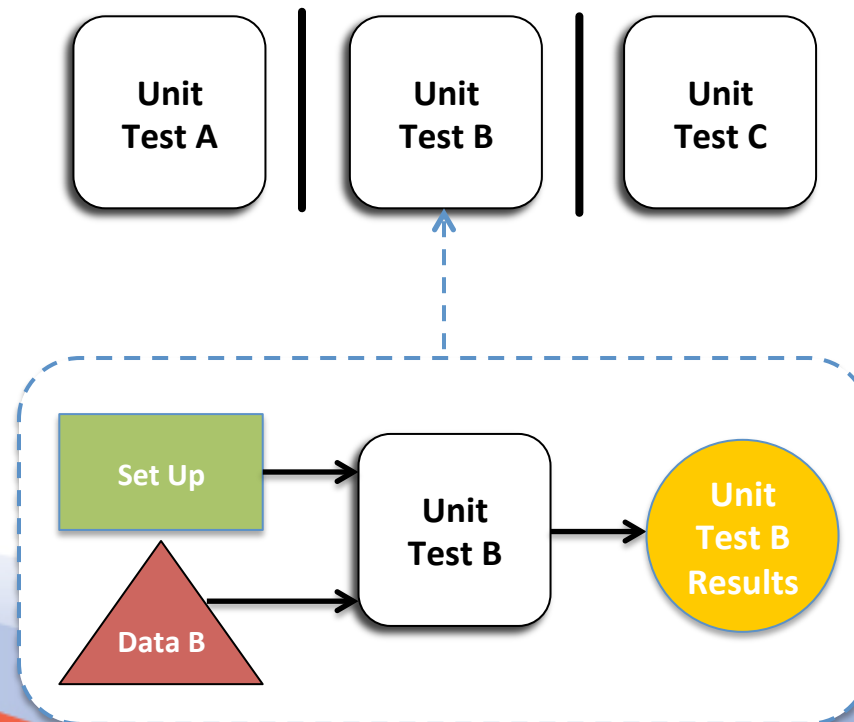 Unit
Test A
Unit
Test B
Unit
Test C
Set Up
Data B
Unit
Test B
Unit
Test B
Results